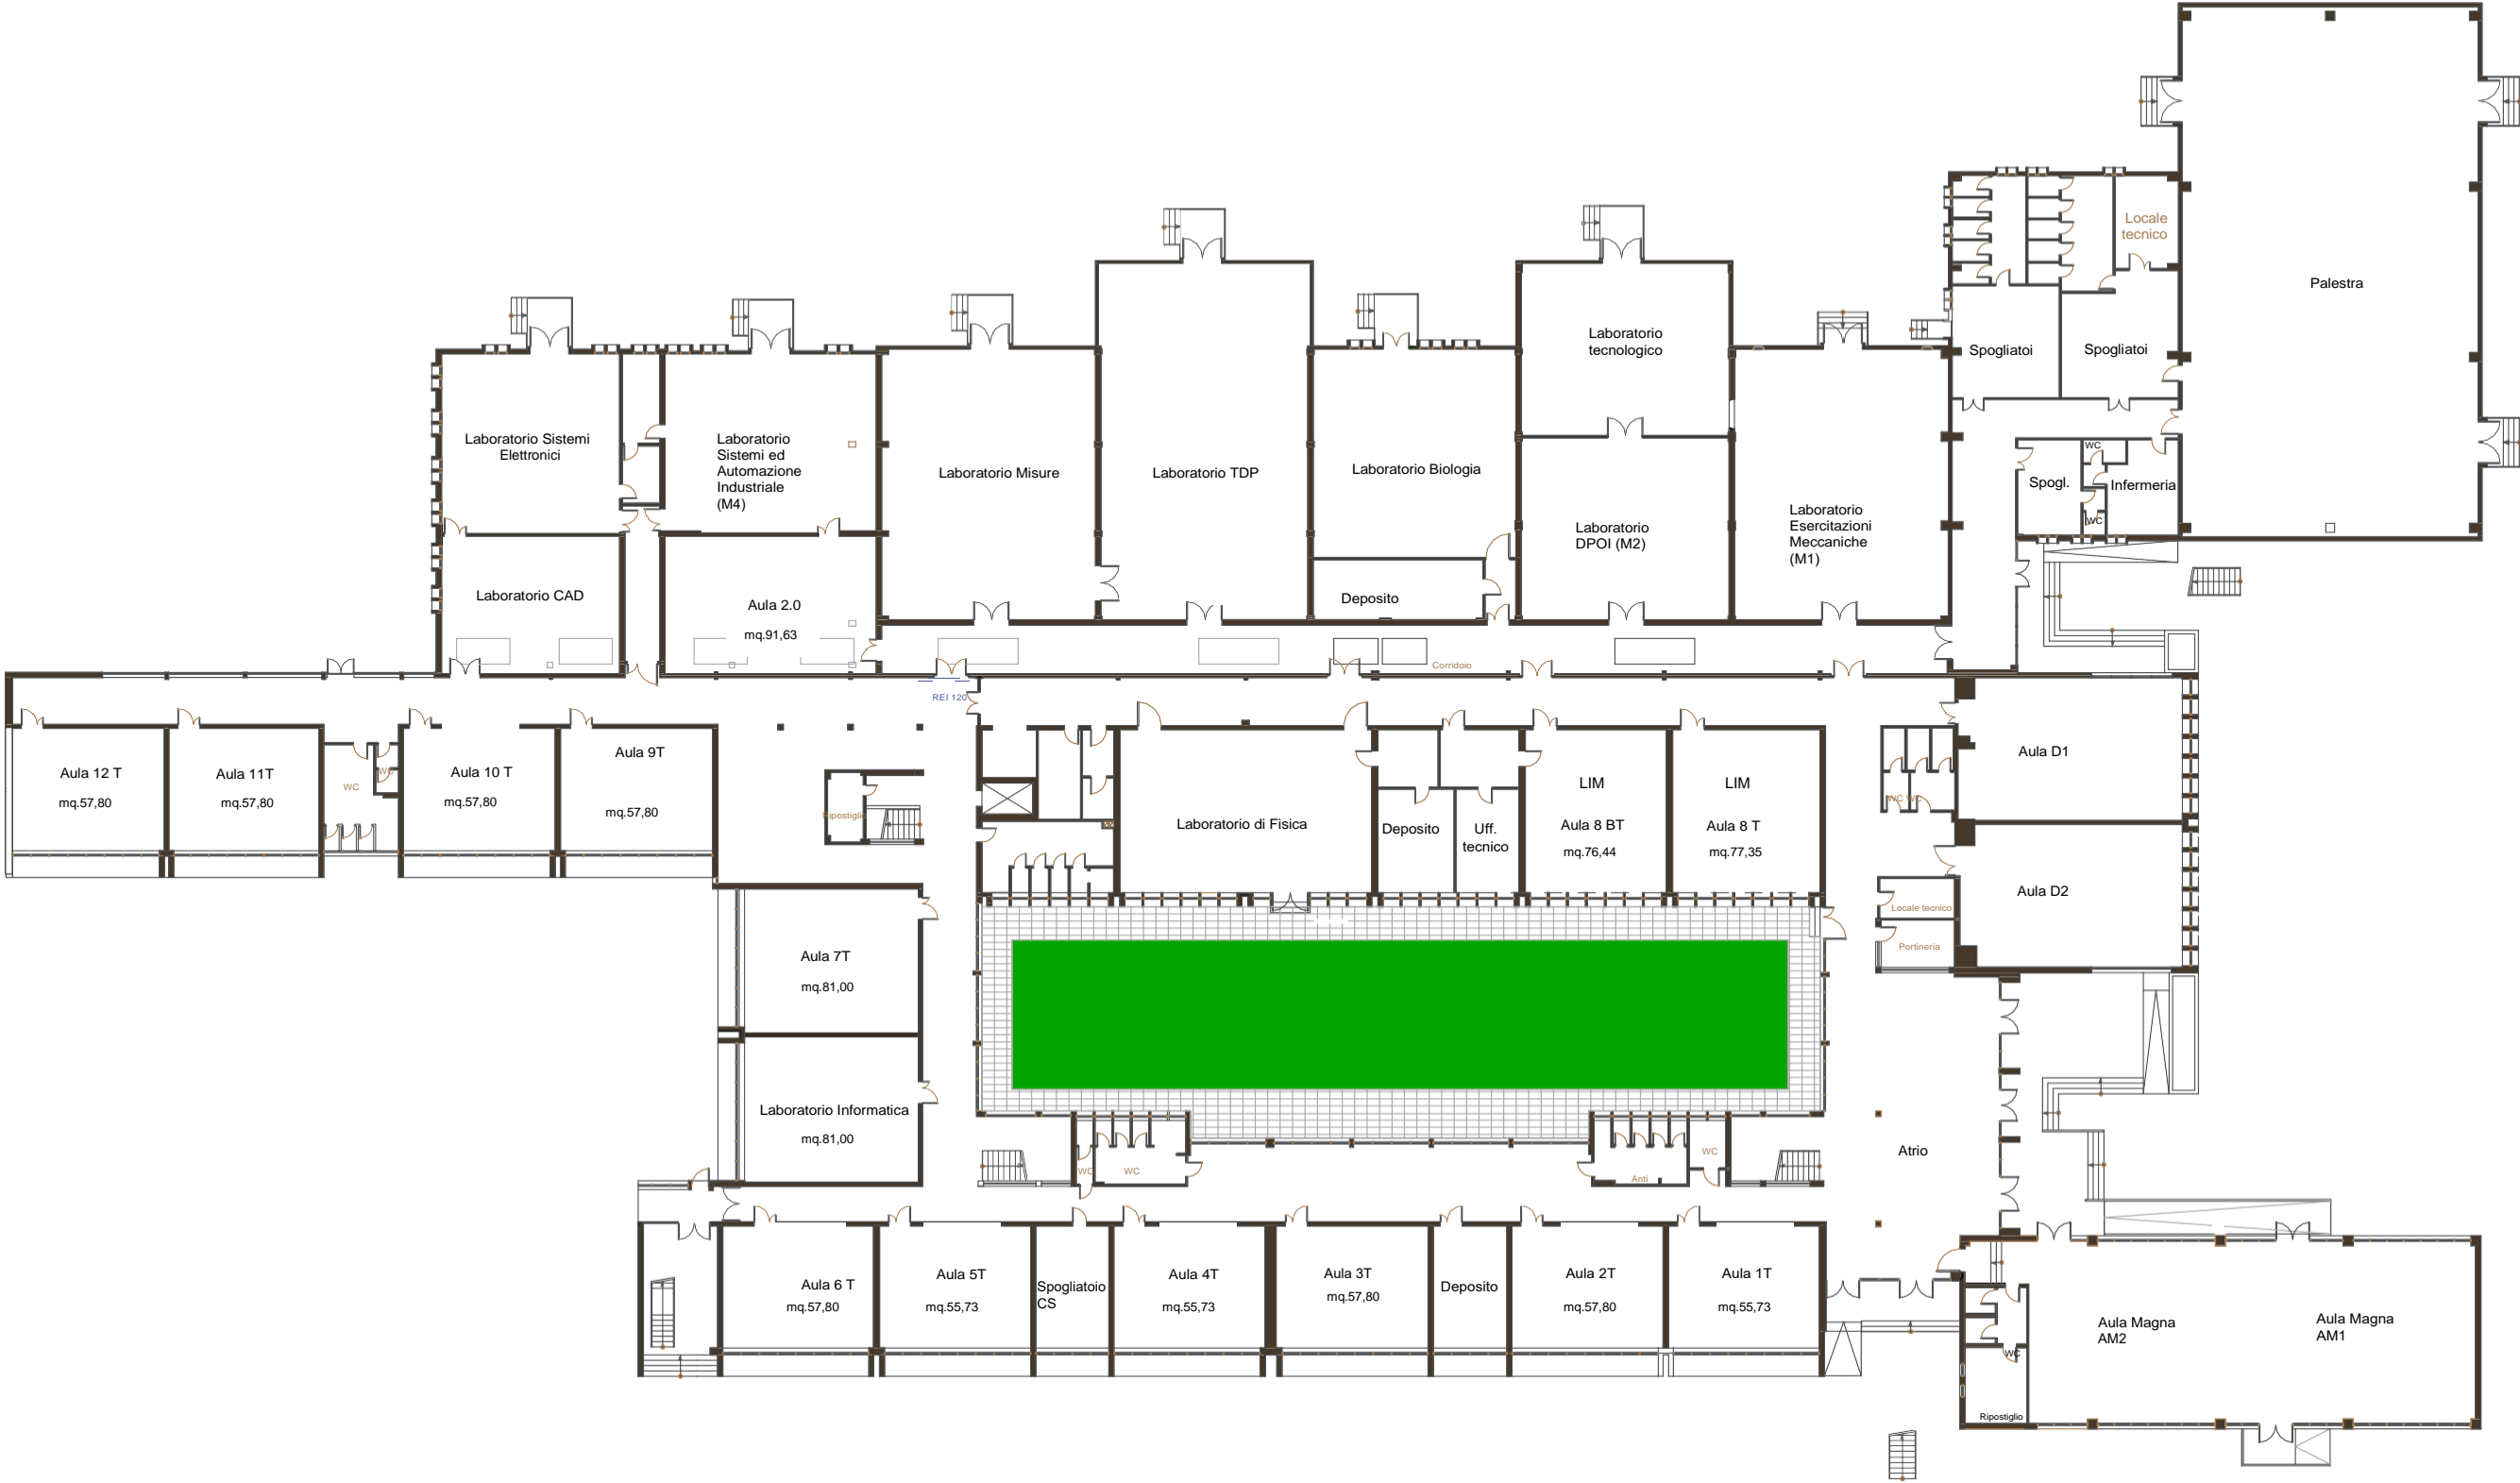 Locale
tecnico
Palestra
Laboratorio
tecnologico
Spogliatoi
Spogliatoi
Laboratorio Sistemi
Elettronici
Laboratorio
Sistemi ed
Automazione
Industriale
(M4)
Laboratorio Misure
Laboratorio TDP
Laboratorio Biologia
WC
Spogl.
Infermeria
WC
Laboratorio
DPOI (M2)
Laboratorio
Esercitazioni
Meccaniche
(M1)
Laboratorio CAD
Aula 2.0
mq.91,63
Deposito
Corridoio
REI 120
Aula 12 T
mq.57,80
Aula 11T
mq.57,80
WC
WC
Aula 10 T
mq.57,80
Aula 9T
mq.57,80
Ripostiglio
Laboratorio di Fisica
Deposito
Uff.
tecnico
LIM
Aula 8 BT
mq.76,44
LIM
Aula 8 T
mq.77,35
WC WC
Aula D1
Aula D2
Locale tecnico
Portineria
Aula 7T
mq.81,00
Laboratorio Informatica
mq.81,00
WC
WC
Anti
WC
Atrio
Aula 6 T
mq.57,80
Aula 5T
mq.55,73
Spogliatoio
CS
Aula 4T
mq.55,73
Aula 3T
mq.57,80
Deposito
Aula 2T
mq.57,80
Aula 1T
mq.55,73
WC
Ripostiglio
Aula Magna
AM2
Aula Magna
AM1